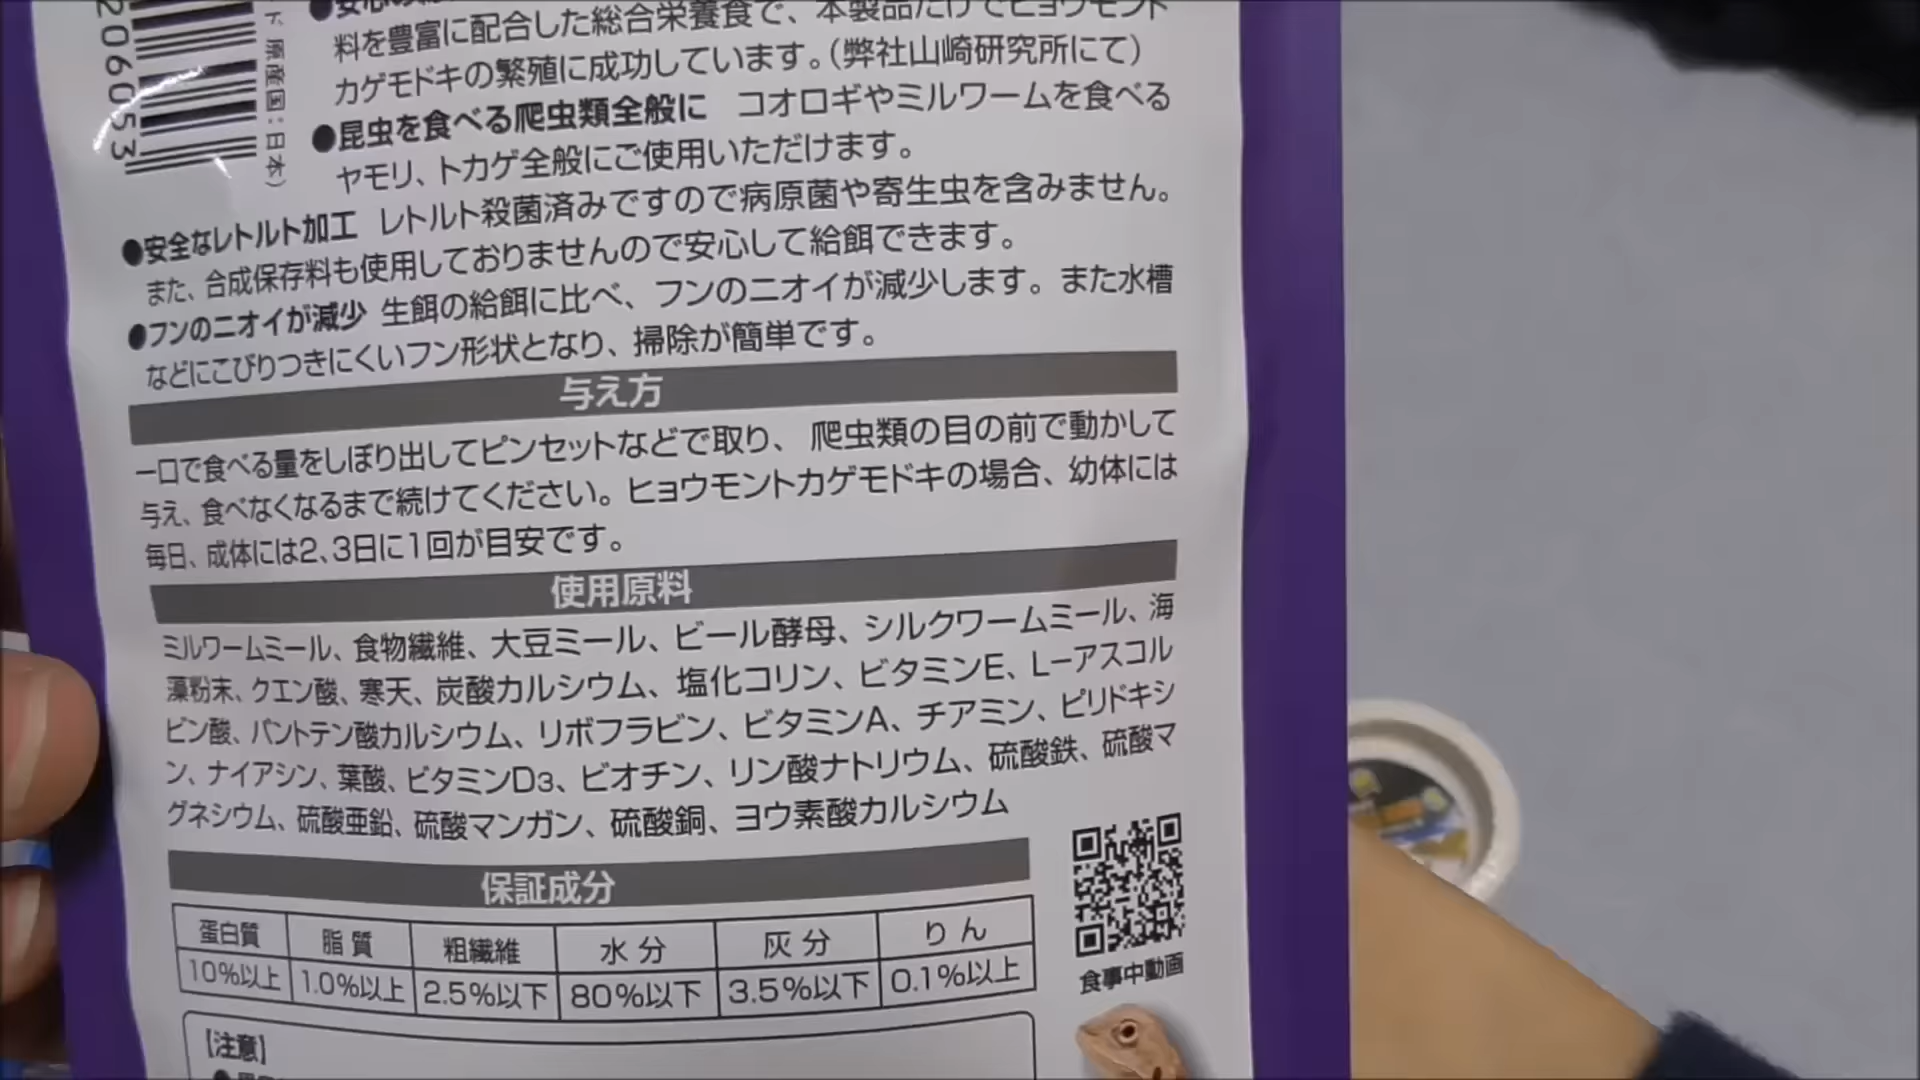 206053
原産国:日本)
料を豊富に配合した総合栄養食で、本製品だけでヒョウモント
カゲモドキの繁殖に成功しています。(弊社山崎研究所にて)
●昆虫を食べる爬虫類全般に コオロギやミルワームを食べる
ヤモリ、トカゲ全般にご使用いただけます。
●安全なレトルト加工 レトルト殺菌済みですので病原菌や寄生虫を含みません。
また、合成保存料も使用しておりませんので安心して給餌できます。
●フンのニオイが減少 生餌の給餌に比べ、フンのニオイが減少します。また水槽
などにこびりつきにくいフン形状となり、掃除が簡単です。
与え方
一口で食べる量をしぼり出してピンセットなどで取り、爬虫類の目の前で動かして
与え、食べなくなるまで続けてください。ヒョウモントカゲモドキの場合、幼体には
毎日、成体には2、3日に1回が目安です。
使用原料
ミルワームミール、食物繊維、大豆ミール、ビール酵母、シルクワームミール、海
藻粉末、クエン酸、寒天、炭酸カルシウム、塩化コリン、ビタミンE、L-アスコル
ビン酸、パントテン酸カルシウム、リボフラビン、ビタミンA、チアミン、ピリドキシ
ン、ナイアシン、葉酸、ビタミンD3、ビオチン、リン酸ナトリウム、硫酸鉄、硫酸マ
グネシウム、硫酸亜鉛、硫酸マンガン、硫酸銅、ヨウ素酸カルシウム
保証成分
蛋白質 脂質 粗繊維 水分 灰分 りん
10%以上 1.0%以上 2.5%以下 80%以下 3.5%以下 0.1%以上
食事中動画
【注意】